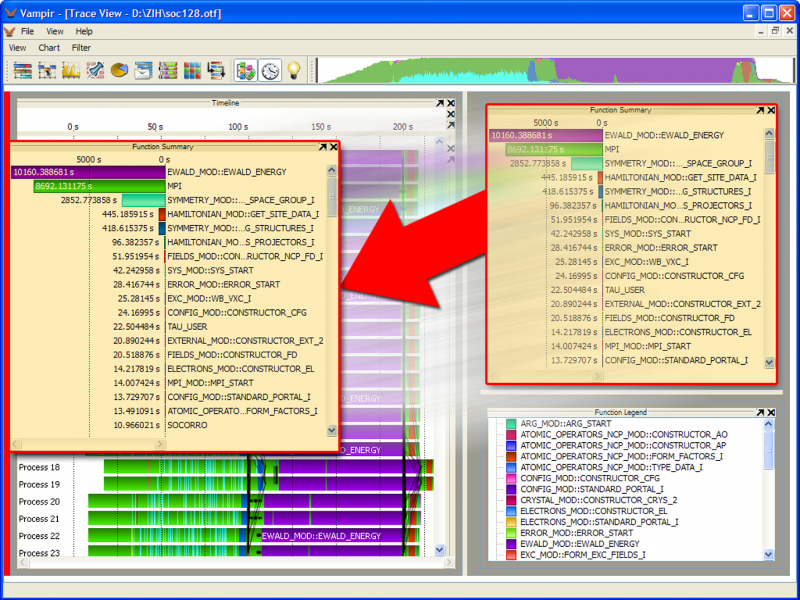 Vampir - [Trace View - D:\ZIH\soc128.otf]
File View Help
View Chart Filter
Timeline
0 s 50 s 100 s 150 s 200 s
Function Summary
5000 s 0 s
10160.388681 s EWALD_MOD::EWALD_ENERGY
8692.131175 s MPI
2852.773858 s SYMMETRY_MOD::..._SPACE_GROUP_I
445.185915 s HAMILTONIAN_MOD::GET_SITE_DATA_I
418.615375 s SYMMETRY_MOD::...G_STRUCTURES_I
96.382357 s HAMILTONIAN_MO...S_PROJECTORS_I
51.951954 s FIELDS_MOD::CON...RUCTOR_NCP_FD_I
42.242958 s SYS_MOD::SYS_START
28.416744 s ERROR_MOD::ERROR_START
25.28145 s EXC_MOD::WB_VXC_I
24.16995 s CONFIG_MOD::CONSTRUCTOR_CFG
22.504484 s TAU_USER
20.890244 s EXTERNAL_MOD::CONSTRUCTOR_EXT_2
20.518876 s FIELDS_MOD::CONSTRUCTOR_FD
14.217819 s ELECTRONS_MOD::CONSTRUCTOR_EL
14.007424 s MPI_MOD::MPI_START
13.729707 s CONFIG_MOD::STANDARD_PORTAL_I
13.491091 s ATOMIC_OPERATO...FORM_FACTORS_I
10.966021 s SOCORRO
Process 18
Process 19
Process 20
Process 21
Process 22 EWALD_MOD::EWALD_ENERGY
Process 23
Function Summary
5000 s 0 s
10160.388681 s EWALD_MOD::EWALD_ENERGY
8692.131175 s MPI
2852.773858 s SYMMETRY_MOD::..._SPACE_GROUP_I
445.185915 s HAMILTONIAN_MOD::GET_SITE_DATA_I
418.615375 s SYMMETRY_MOD::...G_STRUCTURES_I
96.382357 s HAMILTONIAN_MO...S_PROJECTORS_I
51.951954 s FIELDS_MOD::CON...RUCTOR_NCP_FD_I
42.242958 s SYS_MOD::SYS_START
28.416744 s ERROR_MOD::ERROR_START
25.28145 s EXC_MOD::WB_VXC_I
24.16995 s CONFIG_MOD::CONSTRUCTOR_CFG
22.504484 s TAU_USER
20.890244 s EXTERNAL_MOD::CONSTRUCTOR_EXT_2
20.518876 s FIELDS_MOD::CONSTRUCTOR_FD
14.217819 s ELECTRONS_MOD::CONSTRUCTOR_EL
14.007424 s MPI_MOD::MPI_START
13.729707 s CONFIG_MOD::STANDARD_PORTAL_I
Function Legend
ARG_MOD::ARG_START
ATOMIC_OPERATORS_NCP_MOD::CONSTRUCTOR_AO
ATOMIC_OPERATORS_NCP_MOD::CONSTRUCTOR_AP
ATOMIC_OPERATORS_NCP_MOD::FORM_FACTORS_I
ATOMIC_OPERATORS_NCP_MOD::TYPE_DATA_I
CONFIG_MOD::CONSTRUCTOR_CFG
CONFIG_MOD::STANDARD_PORTAL_I
CRYSTAL_MOD::CONSTRUCTOR_CRYS_2
ELECTRONS_MOD::CONSTRUCTOR_EL
ELECTRONS_MOD::STANDARD_PORTAL_I
ERROR_MOD::ERROR_START
EWALD_MOD::EWALD_ENERGY
EXC_MOD::FORM_EXC_FIELDS_I